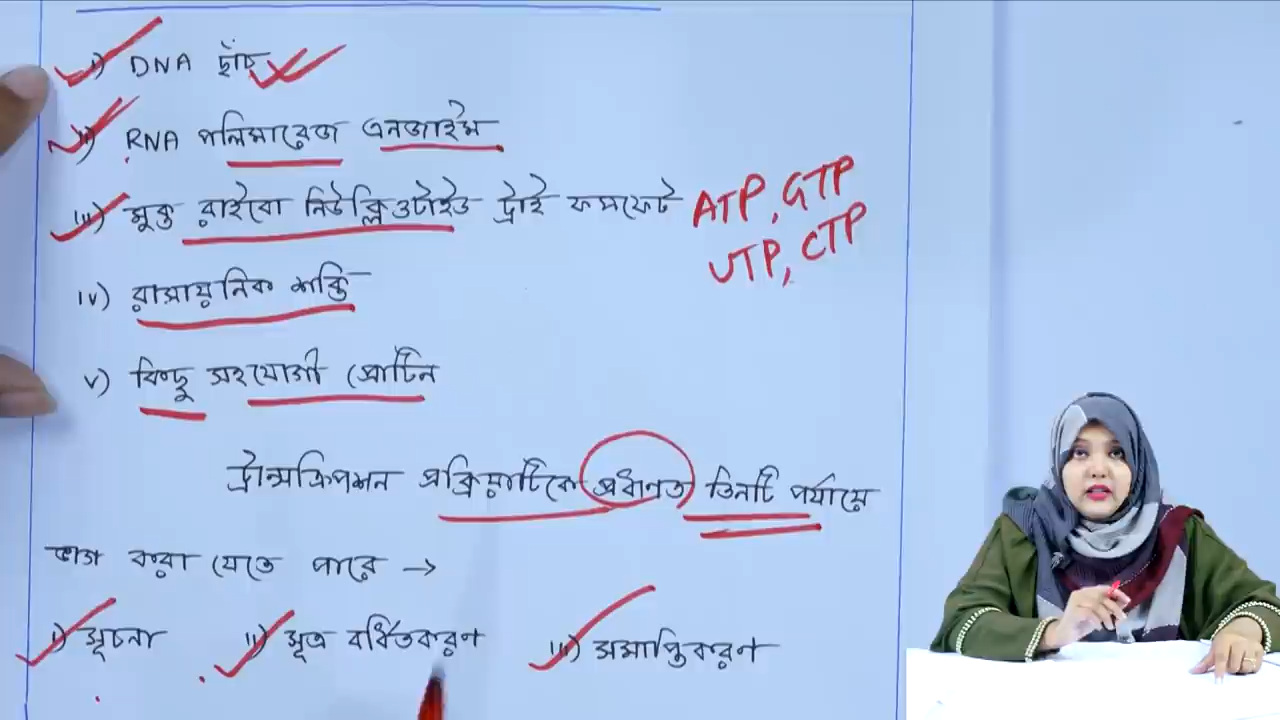 i) DNA ছাঁচ
ii) RNA পলিমারেজ এনজাইম
iii) মুক্ত রাইবো নিউক্লিওটাইড ট্রাই ফসফেট ATP, GTP
UTP, CTP
iv) রাসায়নিক শক্তি
v) কিছু সহযোগী প্রোটিন
ট্রান্সক্রিপশন প্রক্রিয়াটিকে প্রধাণত তিনটি পর্যায়ে
ভাগ করা যেতে পারে →
i) সূচনা ii) সূত্র বর্ধিতকরণ iii) সমাপ্তিকরণ